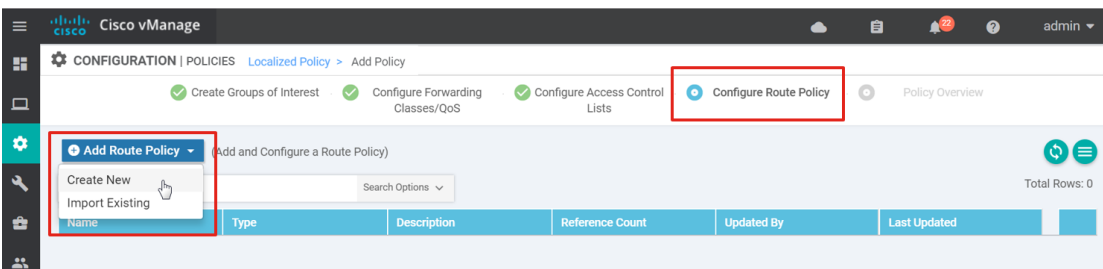 cisco Cisco vManage 22 admin
CONFIGURATION | POLICIES Localized Policy > Add Policy
Create Groups of Interest Configure Forwarding Configure Access Control Configure Route Policy Policy Overview
Classes/QoS Lists
Add Route Policy (Add and Configure a Route Policy)
Create New Search Options
Total Rows: 0
Import Existing
Name Type Description Reference Count Updated By Last Updated